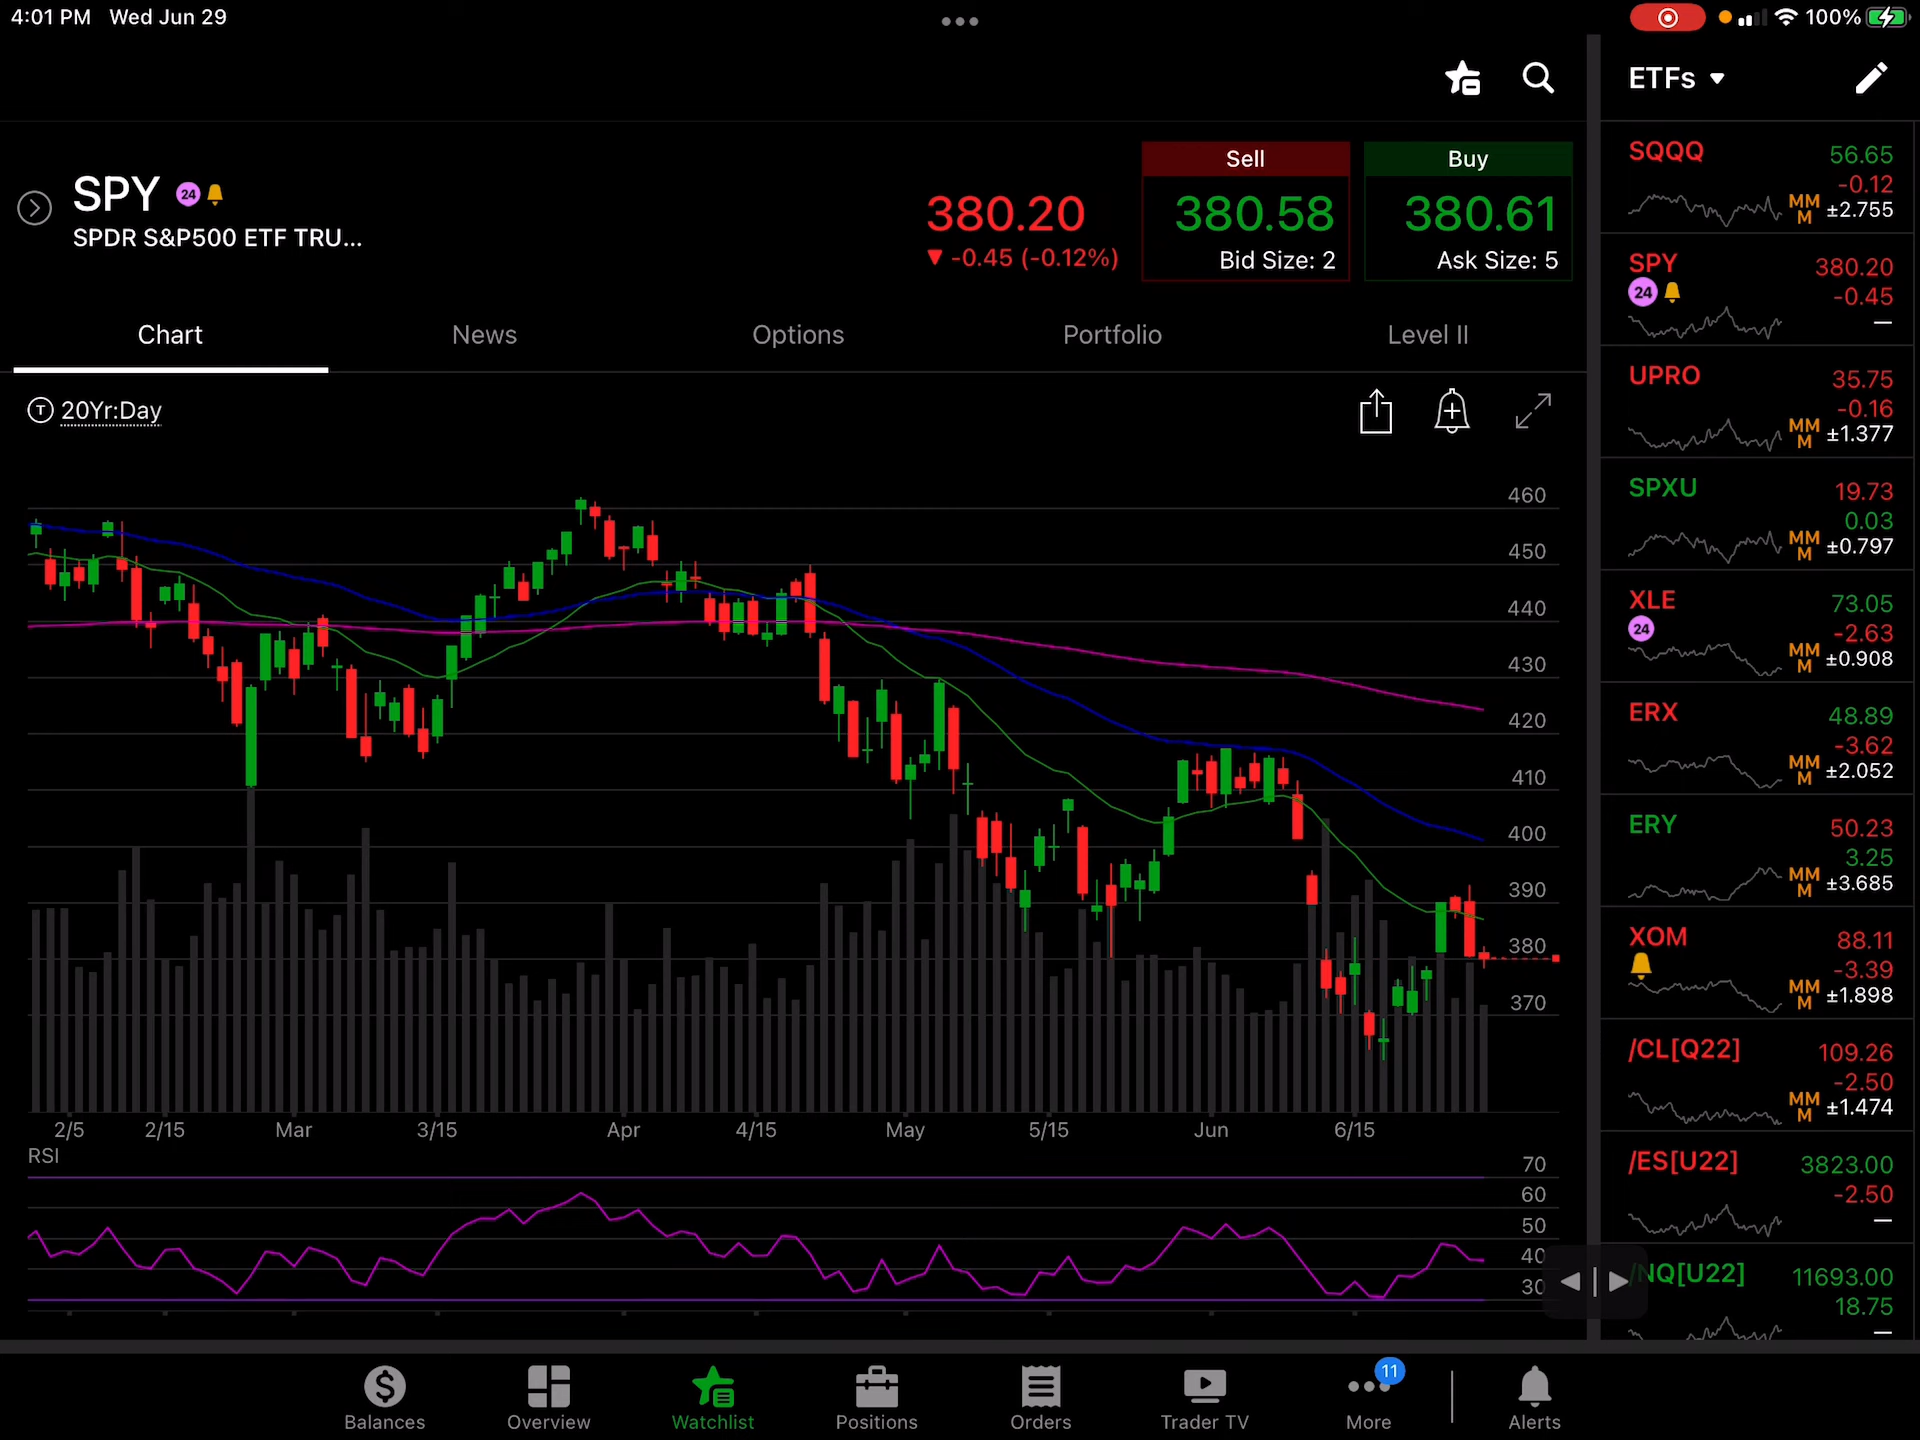 4:01 PM Wed Jun 29
100%
ETFs
SPY 24
SPDR S&P500 ETF TRU...
380.20
-0.45 (-0.12%)
Sell
380.58
Bid Size: 2
Buy
380.61
Ask Size: 5
Chart
News
Options
Portfolio
Level II
T 20Yr:Day
460
450
440
430
420
410
400
390
380
370
2/5
2/15
Mar
3/15
Apr
4/15
May
5/15
Jun
6/15
RSI
70
60
50
40
30
SQQQ
56.65
-0.12
MMM ±2.755
SPY
380.20
24
-0.45
UPRO
35.75
-0.16
MMM ±1.377
SPXU
19.73
0.03
MMM ±0.797
XLE
73.05
24
-2.63
MMM ±0.908
ERX
48.89
-3.62
MMM ±2.052
ERY
50.23
3.25
MMM ±3.685
XOM
88.11
-3.39
MMM ±1.898
/CL[Q22]
109.26
-2.50
MMM ±1.474
/ES[U22]
3823.00
-2.50
/NQ[U22]
11693.00
18.75
Balances
Overview
Watchlist
Positions
Orders
Trader TV
11
More
Alerts